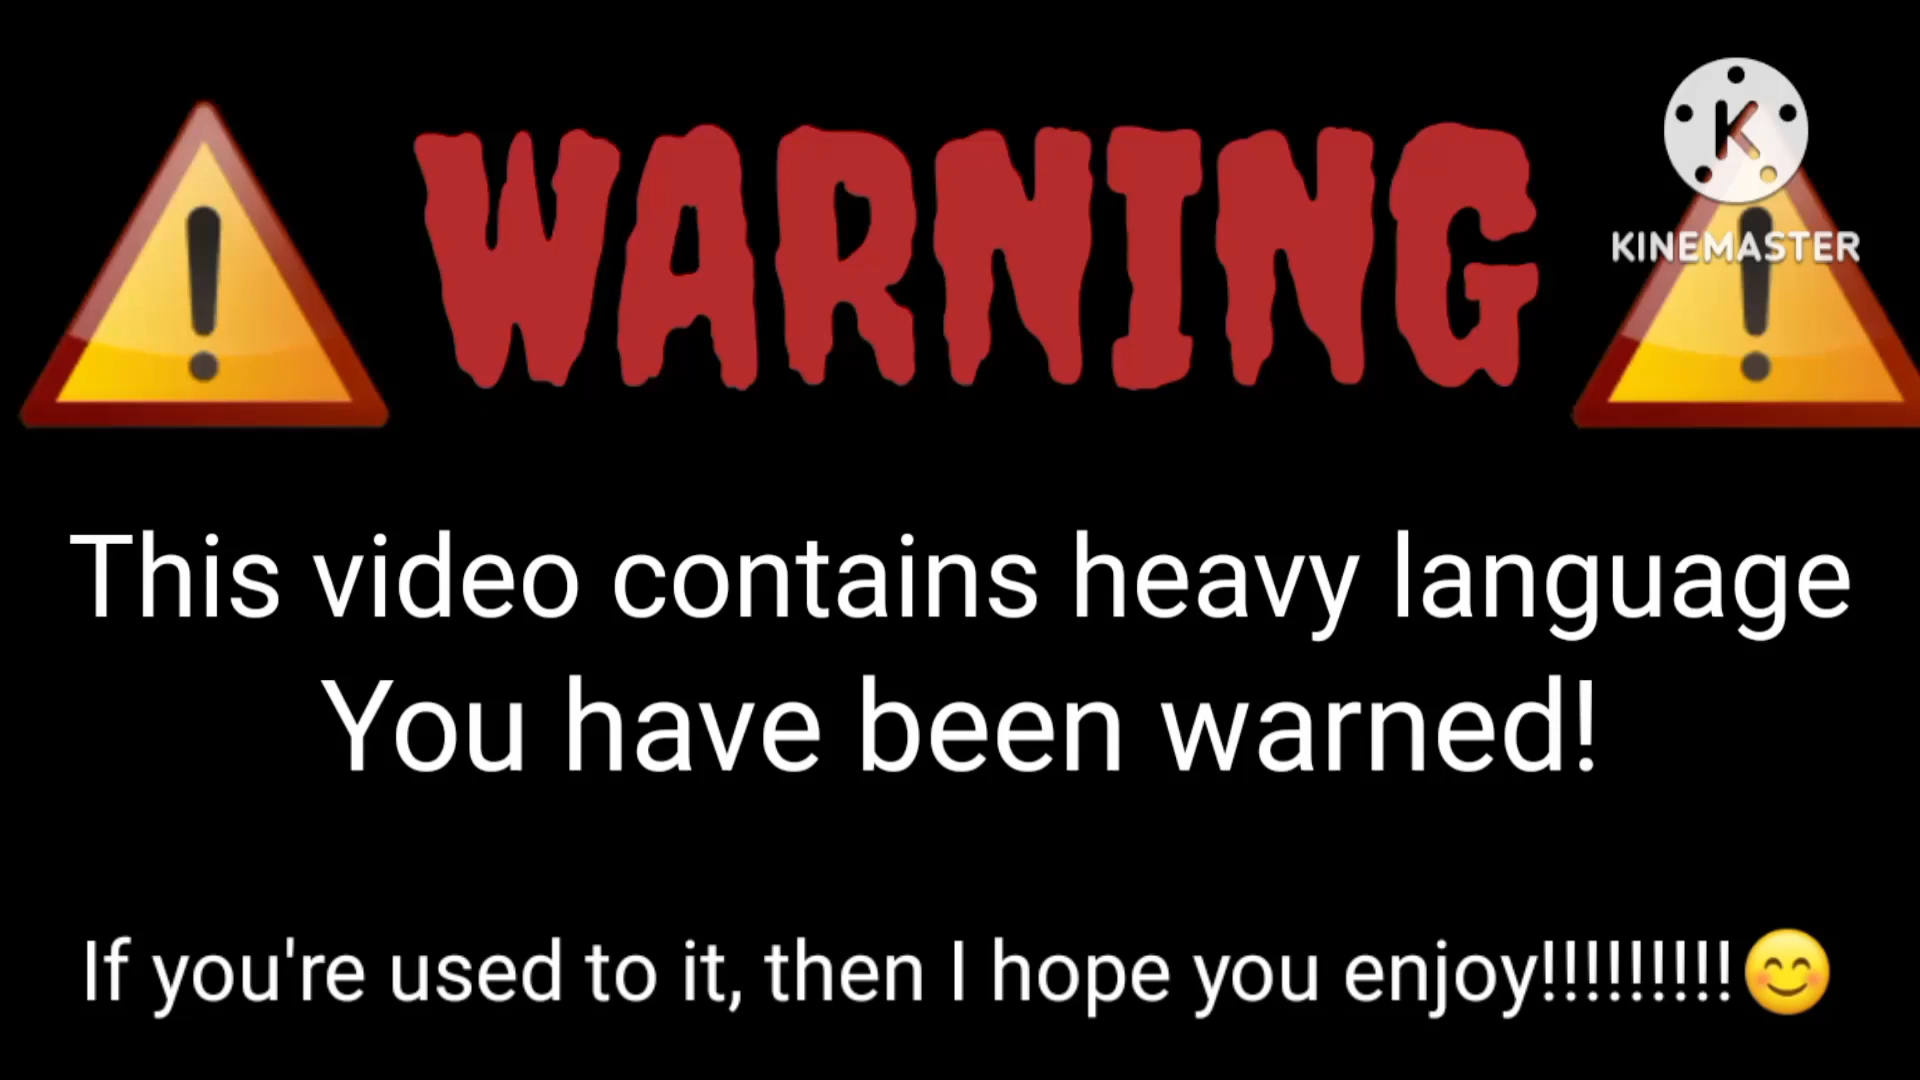 WARNING
K
KINEMASTER
This video contains heavy language
You have been warned!
If you're used to it, then I hope you enjoy!!!!!!!!!😊